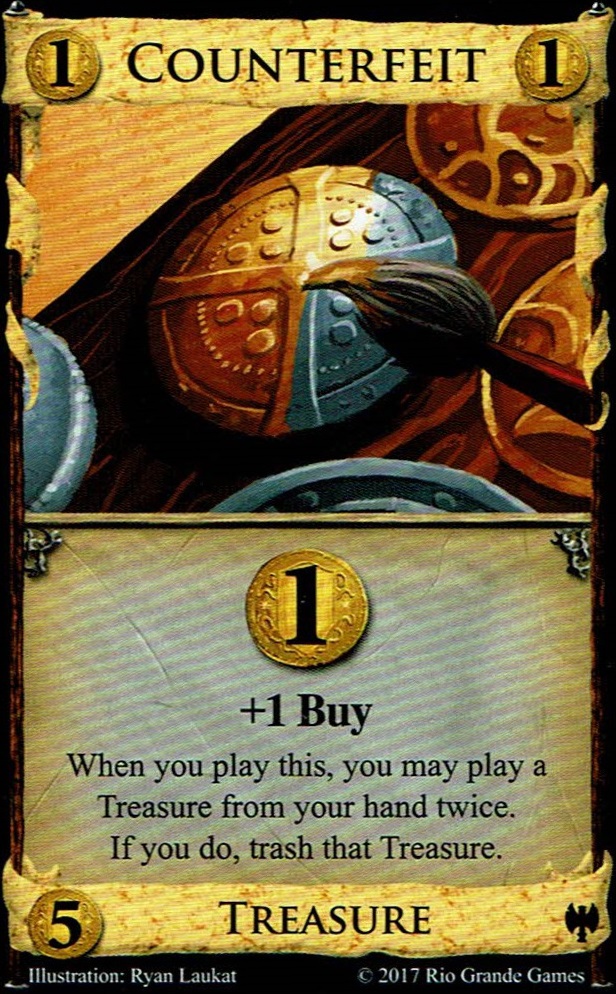 1 COUNTERFEIT 1
1
+1 Buy
When you play this, you may play a
Treasure from your hand twice.
If you do, trash that Treasure.
5 TREASURE
Illustration: Ryan Laukat © 2017 Rio Grande Games